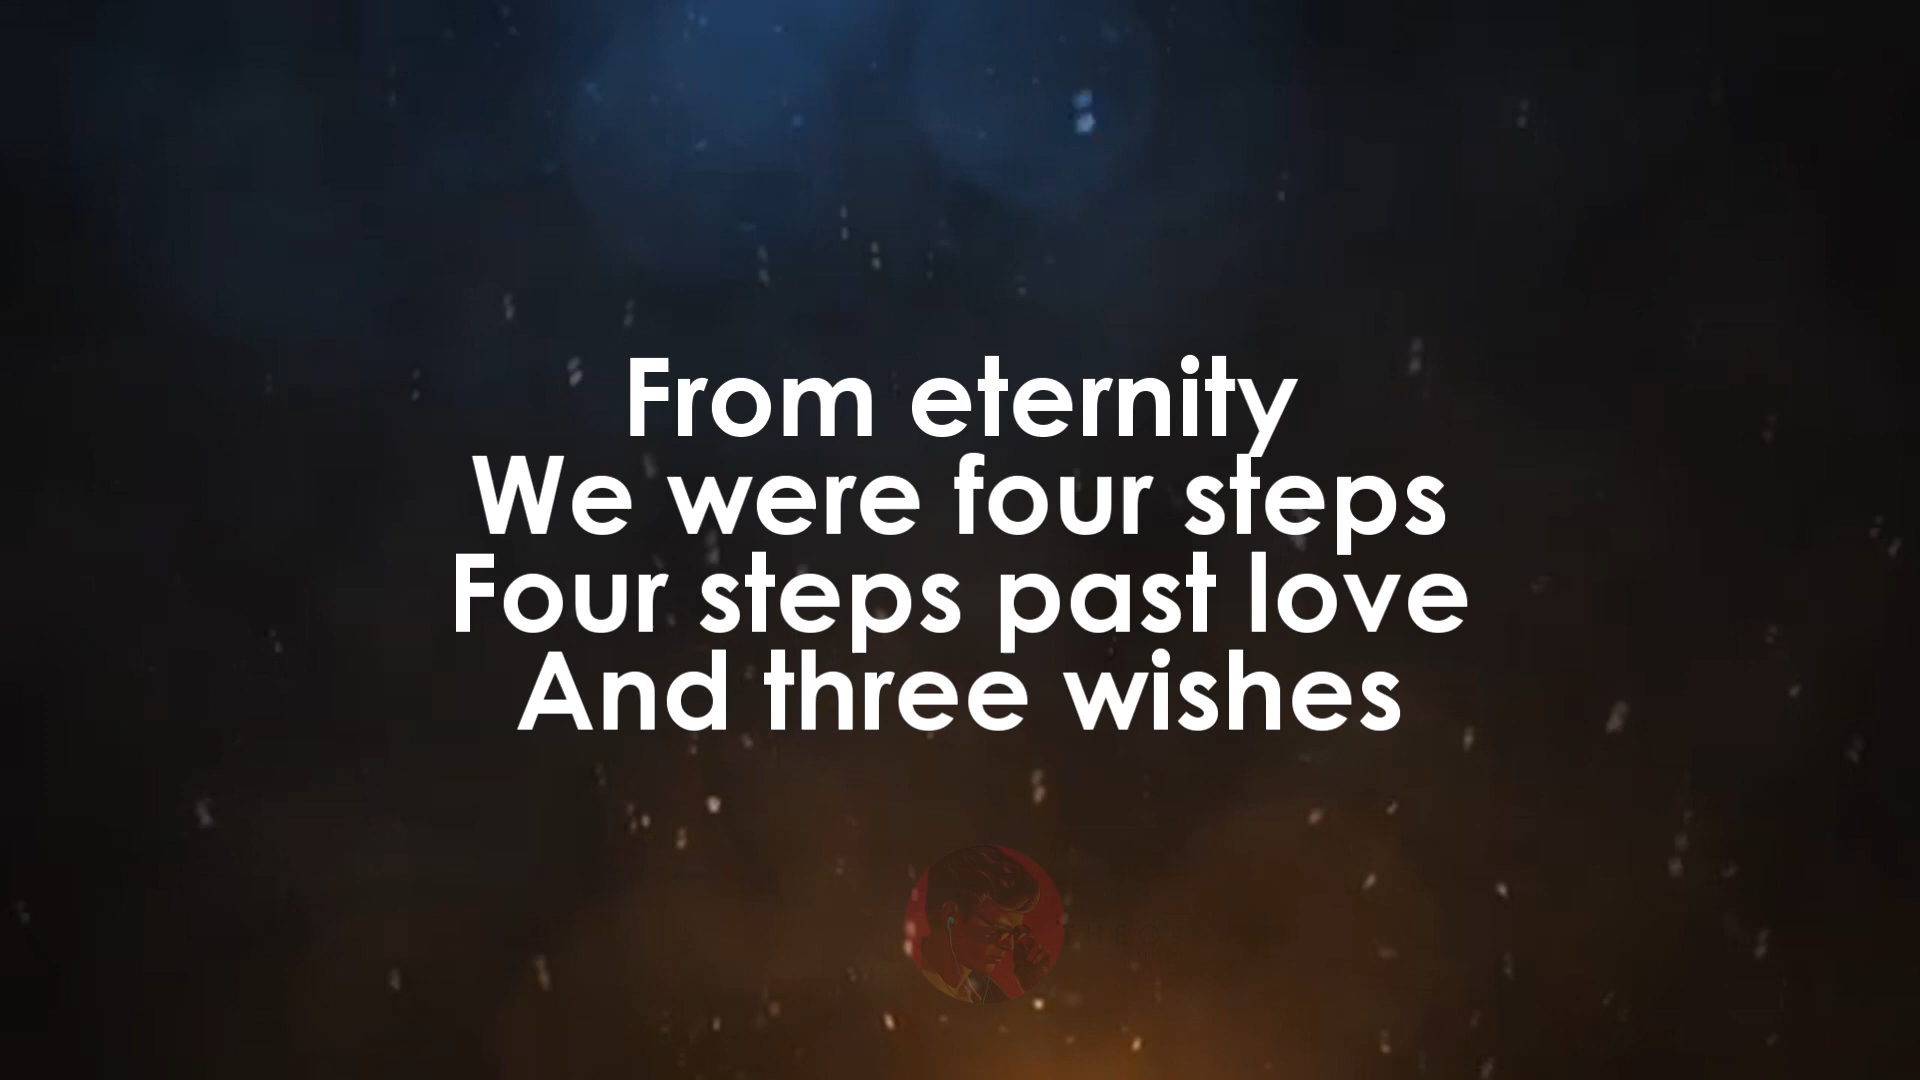 From eternity
We were four steps
Four steps past love
And three wishes